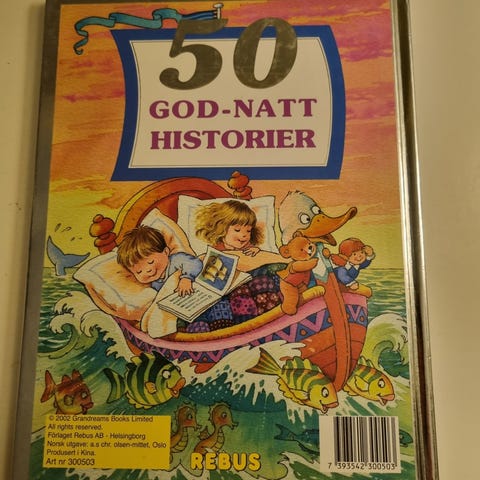 50
GOD-NATT
HISTORIER
© 2002 Grandreams Books Limited
All rights reserved.
Förlaget Rebus AB - Helsingborg
Norsk utgave: a.s chr. olsen-mittet, Oslo
Produsert i Kina.
Art nr 300503
REBUS
7 393542 300503